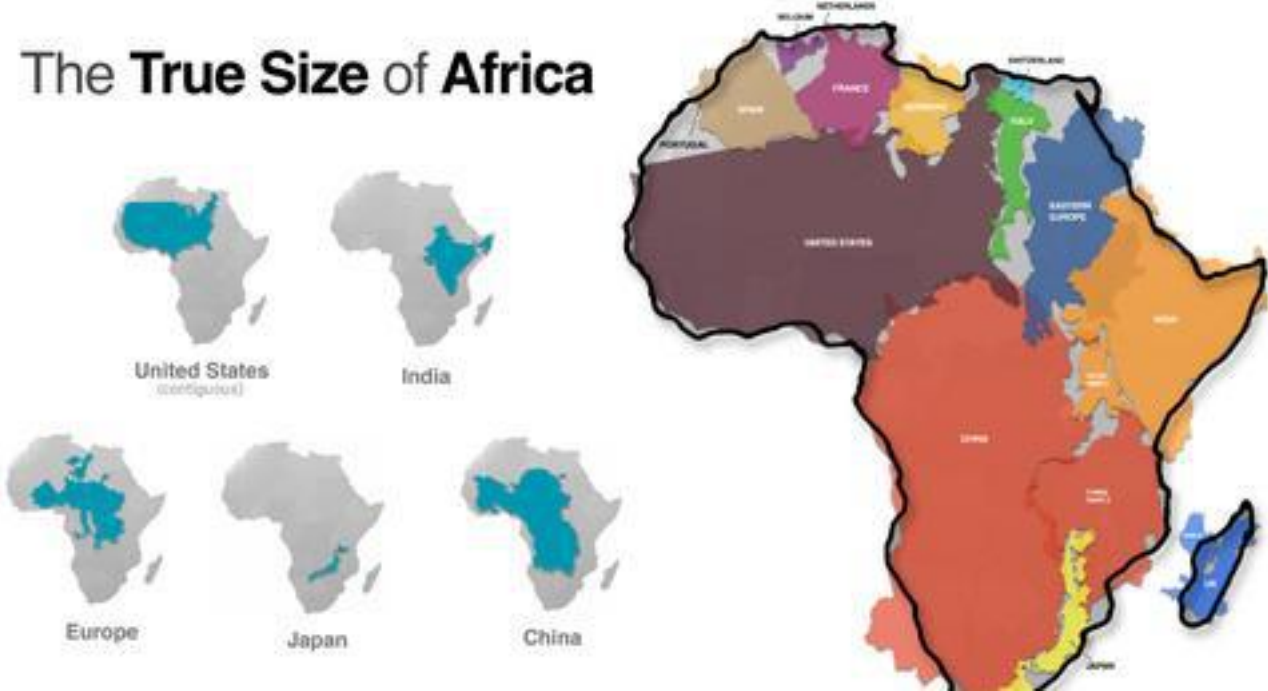 The True Size of Africa
United States
(contiguous)
India
Europe
Japan
China
BELGIUM
NETHERLANDS
SWITZERLAND
SPAIN
FRANCE
GERMANY
ITALY
PORTUGAL
UNITED STATES
EASTERN
EUROPE
INDIA
CHINA
UK
JAPAN